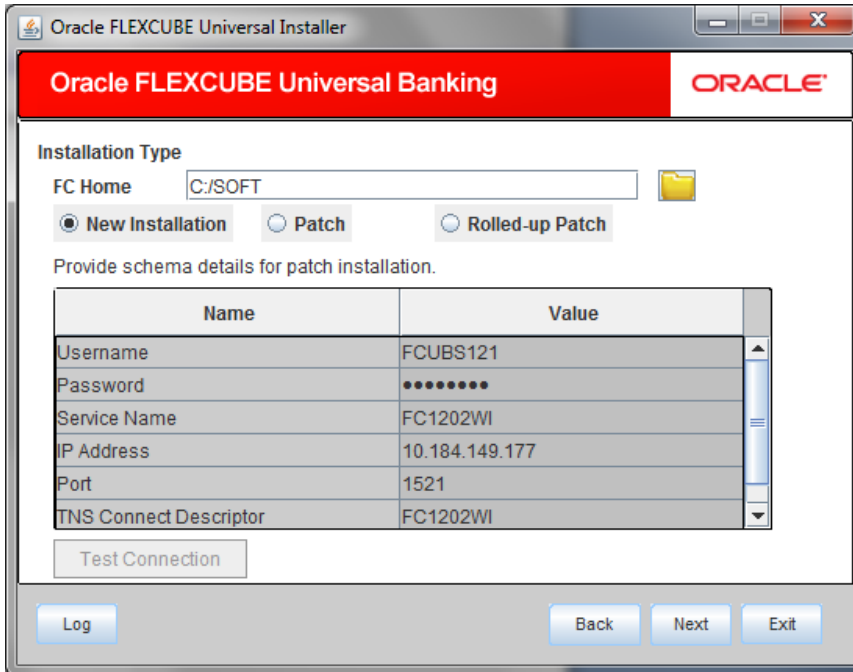 Oracle FLEXCUBE Universal Installer
Oracle FLEXCUBE Universal Banking ORACLE
Installation Type
FC Home C:/SOFT
New Installation Patch Rolled-up Patch
Provide schema details for patch installation.
Name Value
Username FCUBS121
Password ●●●●●●●●
Service Name FC1202WI
IP Address 10.184.149.177
Port 1521
TNS Connect Descriptor FC1202WI
Test Connection
Log Back Next Exit